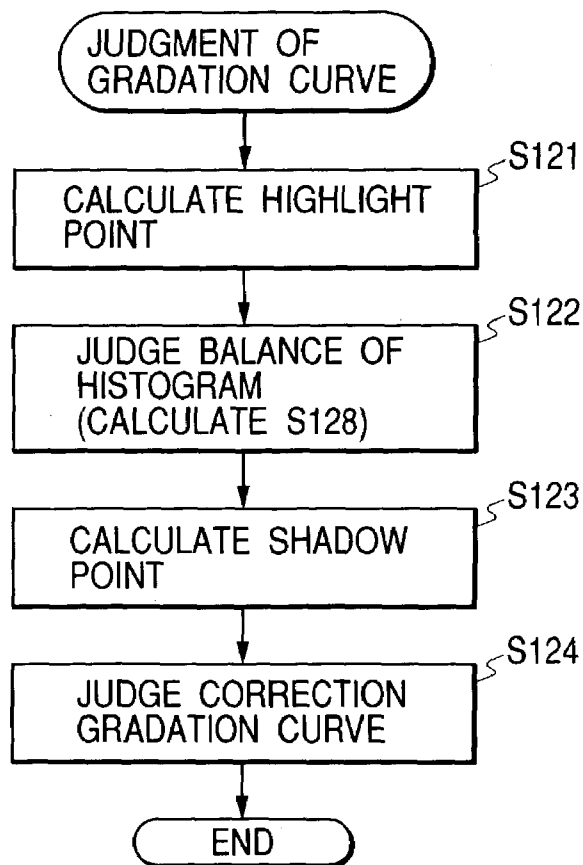 JUDGMENT OF
GRADATION CURVE
S121
CALCULATE HIGHLIGHT
POINT
S122
JUDGE BALANCE OF
HISTOGRAM
(CALCULATE S128)
S123
CALCULATE SHADOW
POINT
S124
JUDGE CORRECTION
GRADATION CURVE
END